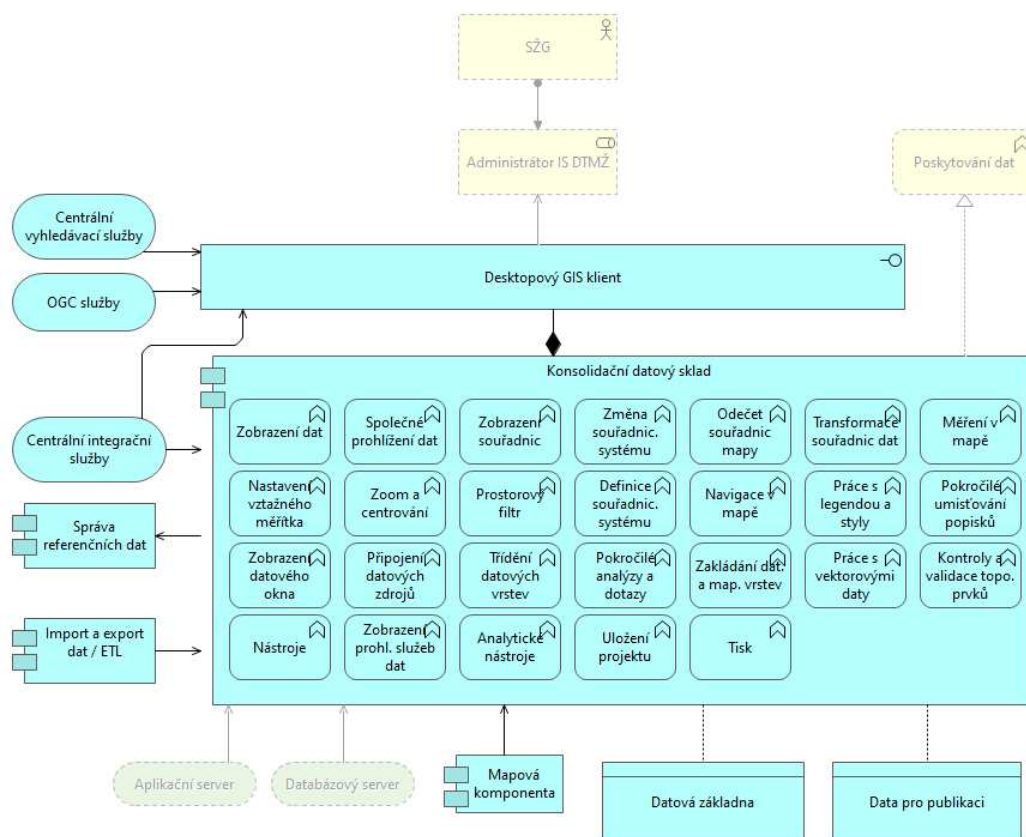 SŽG
Administrátor IS DTMŽ
Poskytování dat
Centrální
vyhledávací služby
OGC služby
Desktopový GIS klient
Centrální integrační
služby
Správa
referenčních dat
Import a export
dat / ETL
Konsolidační datový sklad
Zobrazení dat
Společné
prohlížení dat
Zobrazení
souřadnic
Změna
souřadnic.
systému
Odečet
souřadnic
mapy
Transformace
souřadnic dat
Měření v
mapě
Nastavení
vztažného
měřítka
Zoom a
centrování
Prostorový
filtr
Definice
souřadnic.
systému
Navigace v
mapě
Práce s
legendou a
styly
Pokročilé
umisťování
popisků
Zobrazení
datového
okna
Připojení
datových
zdrojů
Třídění
datových
vrstev
Pokročilé
analýzy a
dotazy
Zakládání dat.
a map. vrstev
Práce s
vektorovými
daty
Kontroly a
validace topo.
prvků
Nástroje
Zobrazení
prohl. služeb
dat
Analytické
nástroje
Uložení
projektu
Tisk
Aplikační server
Databázový server
Mapová
komponenta
Datová základna
Data pro publikaci